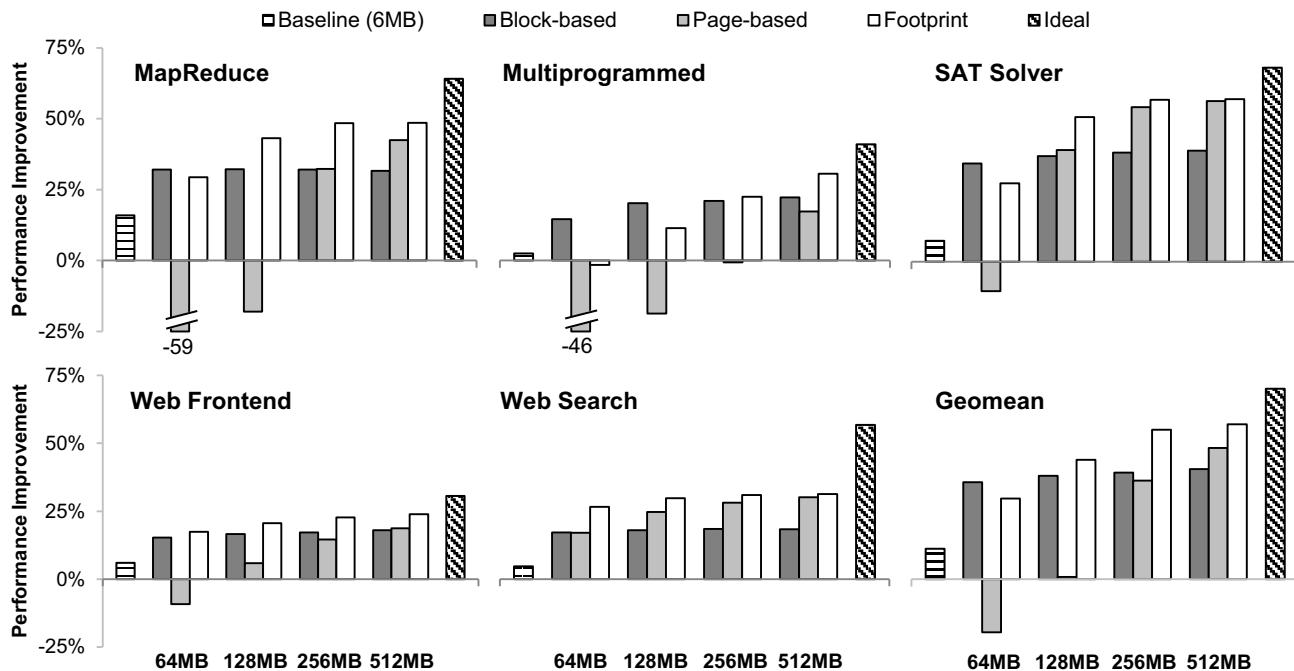 Baseline (6MB) Block-based Page-based Footprint Ideal
75%
50%
25%
0%
-25%
Performance Improvement
MapReduce
-59
Multiprogrammed
-46
SAT Solver
75%
50%
25%
0%
-25%
Performance Improvement
Web Frontend
64MB 128MB 256MB 512MB
Web Search
64MB 128MB 256MB 512MB
Geomean
64MB 128MB 256MB 512MB